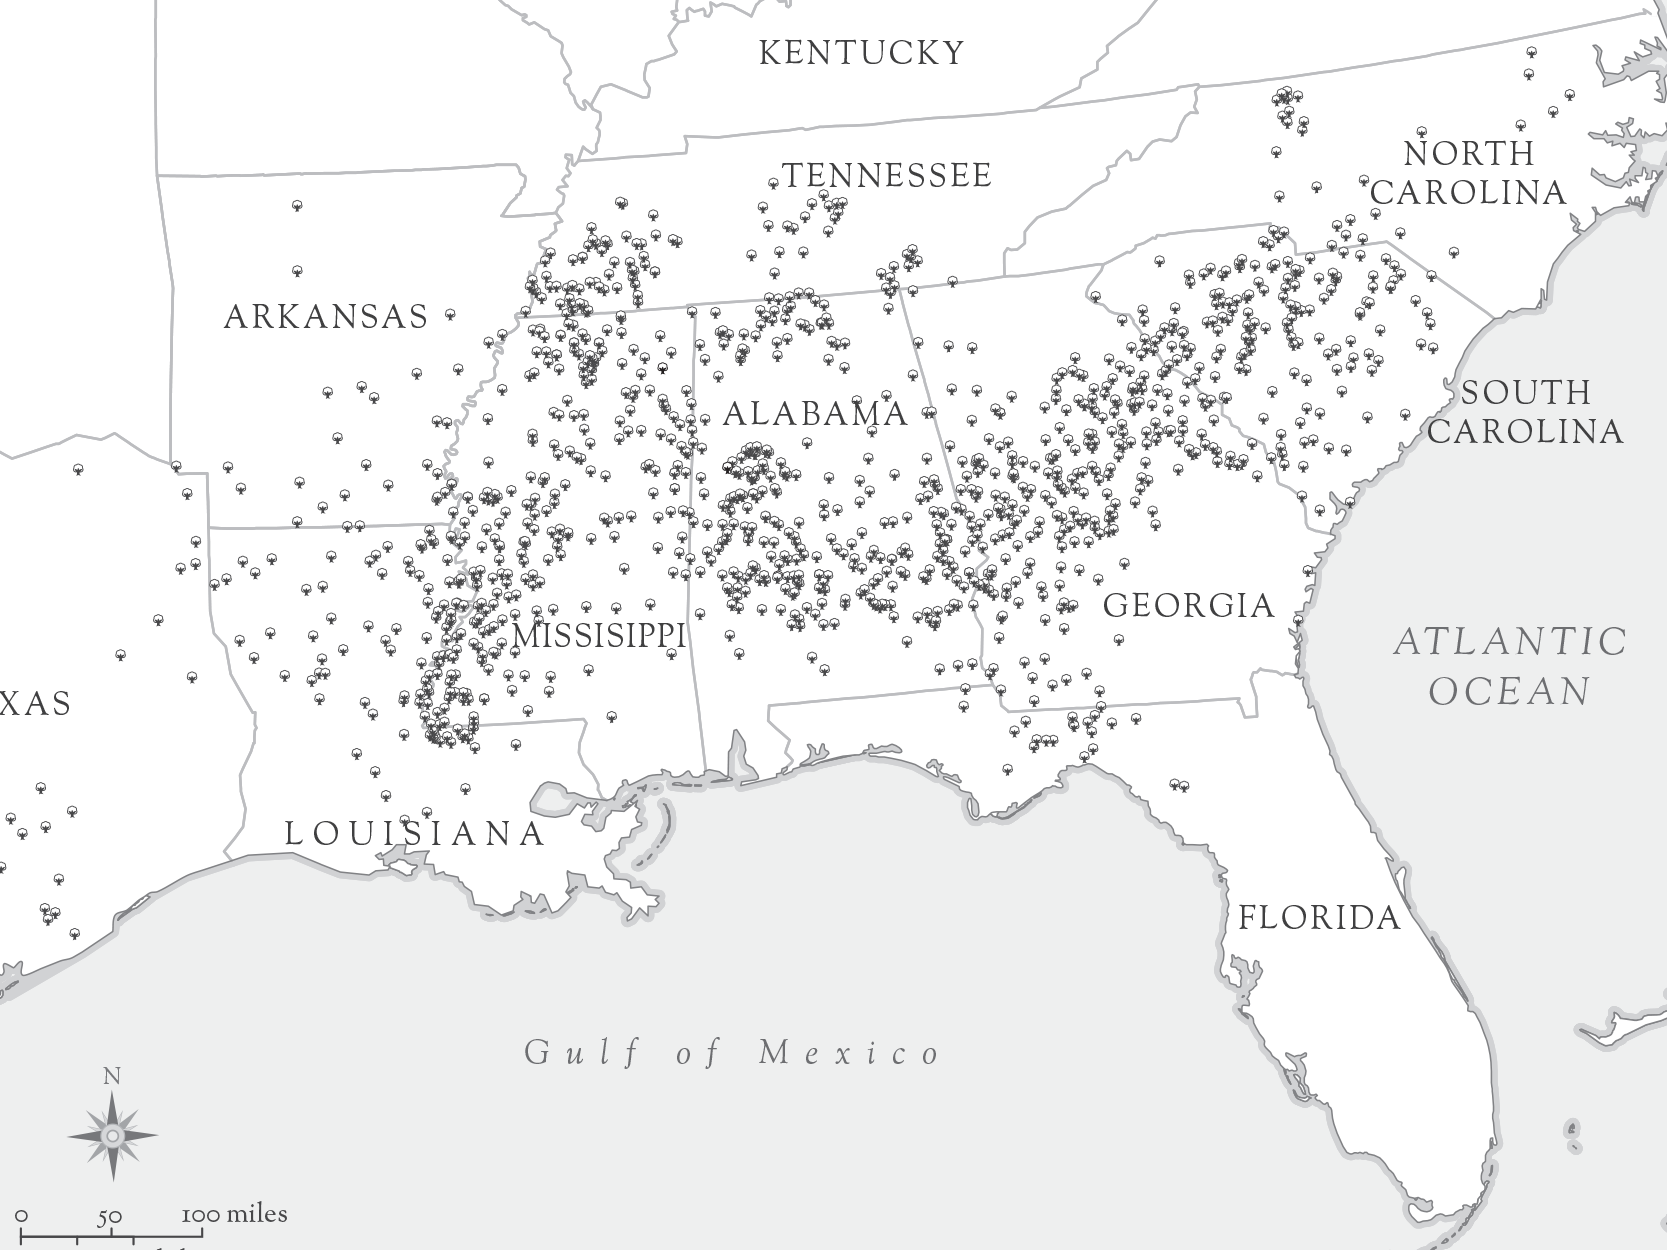 KENTUCKY
TENNESSEE
NORTH
CAROLINA
ARKANSAS
ALABAMA
SOUTH
CAROLINA
GEORGIA
MISSISIPPI
ATLANTIC
OCEAN
XAS
LOUISIANA
FLORIDA
Gulf of Mexico
N
0 50 100 miles